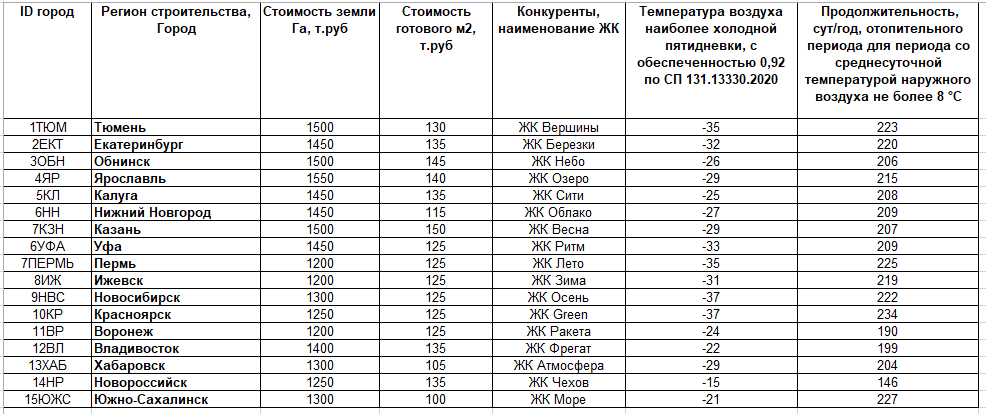 ID город | Регион строительства, Город | Стоимость земли Га, т.руб | Стоимость готового м2, т.руб | Конкуренты, наименование ЖК | Температура воздуха наиболее холодной пятидневки, с обеспеченностью 0,92 по СП 131.13330.2020 | Продолжительность, сут/год, отопительного периода для периода со среднесуточной температурой наружного воздуха не более 8 °С
1ТЮМ | Тюмень | 1500 | 130 | ЖК Вершины | -35 | 223
2ЕКТ | Екатеринбург | 1450 | 135 | ЖК Березки | -32 | 220
3ОБН | Обнинск | 1500 | 145 | ЖК Небо | -26 | 206
4ЯР | Ярославль | 1550 | 140 | ЖК Озеро | -29 | 215
5КЛ | Калуга | 1450 | 135 | ЖК Сити | -25 | 208
6НН | Нижний Новгород | 1450 | 115 | ЖК Облако | -27 | 209
7КЗН | Казань | 1500 | 150 | ЖК Весна | -29 | 207
6УФА | Уфа | 1450 | 125 | ЖК Ритм | -33 | 209
7ПЕРМЬ | Пермь | 1200 | 125 | ЖК Лето | -35 | 225
8ИЖ | Ижевск | 1200 | 125 | ЖК Зима | -31 | 219
9НВС | Новосибирск | 1300 | 125 | ЖК Осень | -37 | 222
10КР | Красноярск | 1250 | 125 | ЖК Green | -37 | 234
11ВР | Воронеж | 1200 | 125 | ЖК Ракета | -24 | 190
12ВЛ | Владивосток | 1400 | 135 | ЖК Фрегат | -22 | 199
13ХАБ | Хабаровск | 1300 | 105 | ЖК Атмосфера | -29 | 204
14НР | Новороссийск | 1250 | 135 | ЖК Чехов | -15 | 146
15ЮЖС | Южно-Сахалинск | 1300 | 100 | ЖК Море | -21 | 227